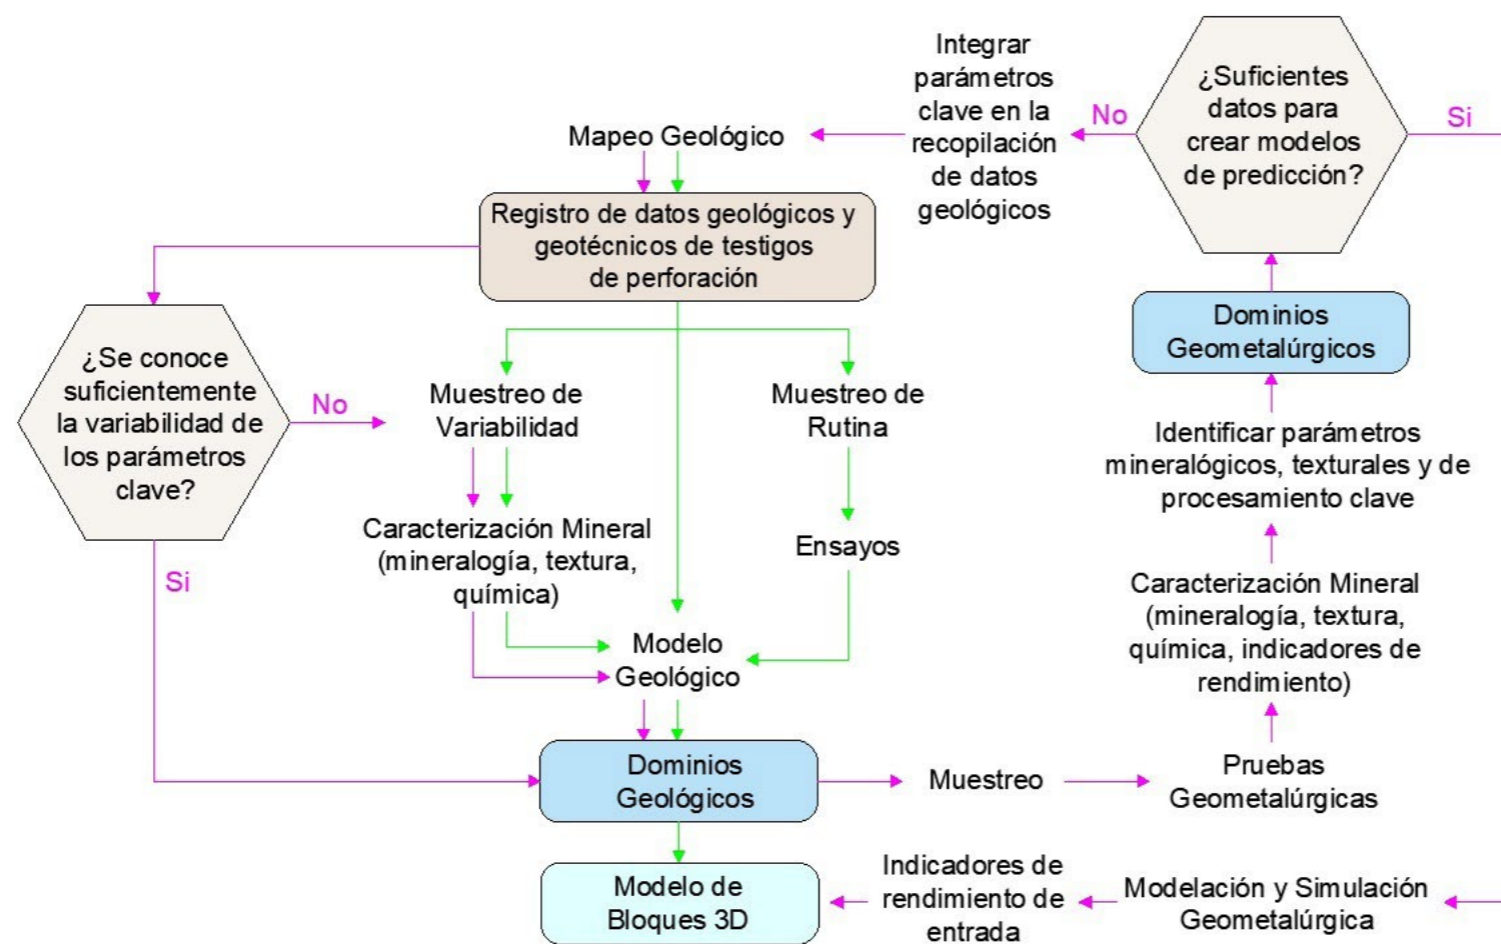 Integrar
parámetros
clave en la
recopilación
de datos
geológicos
¿Suficientes
datos para
crear modelos
de predicción?
No
Si
Mapeo Geológico
Registro de datos geológicos y
geotécnicos de testigos
de perforación
¿Se conoce
suficientemente
la variabilidad de
los parámetros
clave?
No
Si
Muestreo de
Variabilidad
Muestreo de
Rutina
Caracterización Mineral
(mineralogía, textura,
química)
Ensayos
Modelo
Geológico
Dominios
Geológicos
Muestreo
Pruebas
Geometalúrgicas
Caracterización Mineral
(mineralogía, textura,
química, indicadores de
rendimiento)
Identificar parámetros
mineralógicos, texturales y de
procesamiento clave
Dominios
Geometalúrgicos
Modelo de
Bloques 3D
Indicadores de
rendimiento de
entrada
Modelación y Simulación
Geometalúrgica